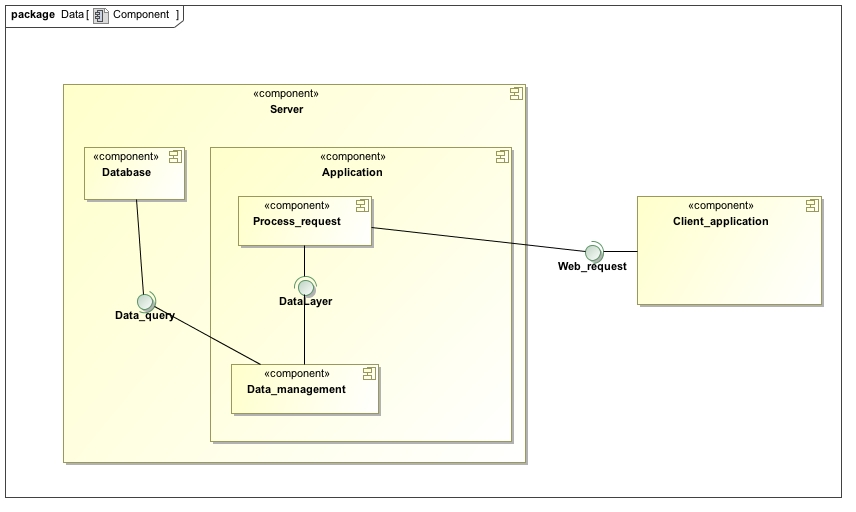 package Data[ Component ]
«component»
Server
«component»
Database
«component»
Application
«component»
Process_request
«component»
Client_application
Web_request
DataLayer
Data_query
«component»
Data_management